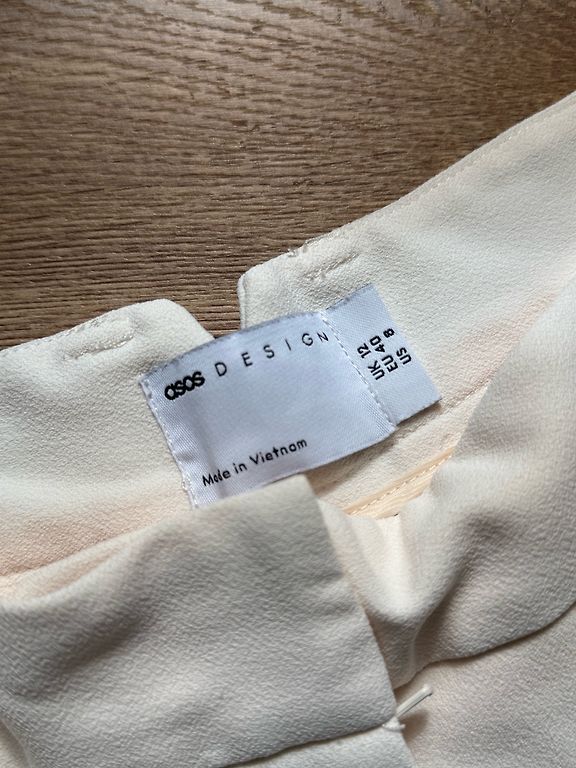 asos DESIGN
Made in Vietnam
UK 12
EU 40
US 8